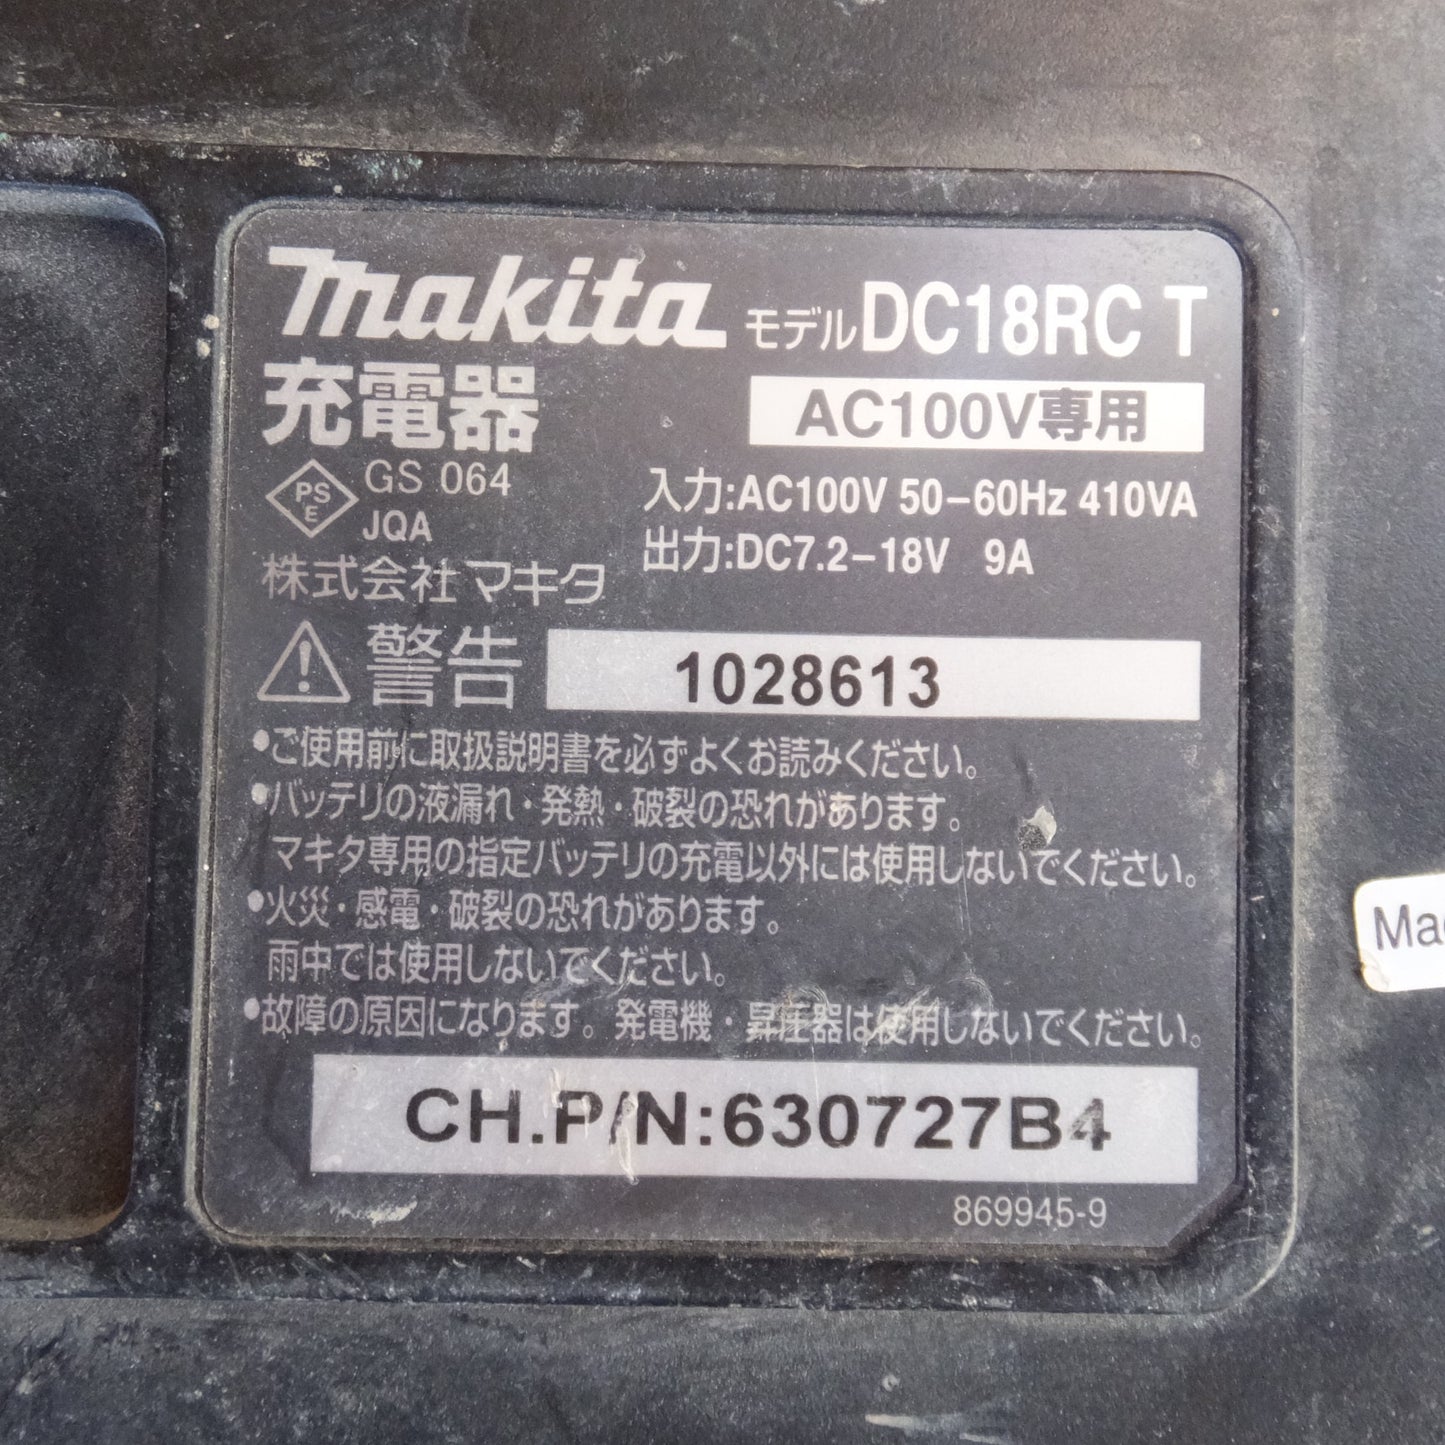 makita モデル DC18RC T
充電器
AC100V専用
PSE GS 064
JQA
入力:AC100V 50-60Hz 410VA
出力:DC7.2-18V 9A
株式会社マキタ
警告 1028613
•ご使用前に取扱説明書を必ずよくお読みください。
•バッテリの液漏れ・発熱・破裂の恐れがあります。
マキタ専用の指定バッテリの充電以外には使用しないでください。
•火災・感電・破裂の恐れがあります。
雨中では使用しないでください。
•故障の原因になります。発電機・昇圧器は使用しないでください。
CH.P/N:630727B4
869945-9